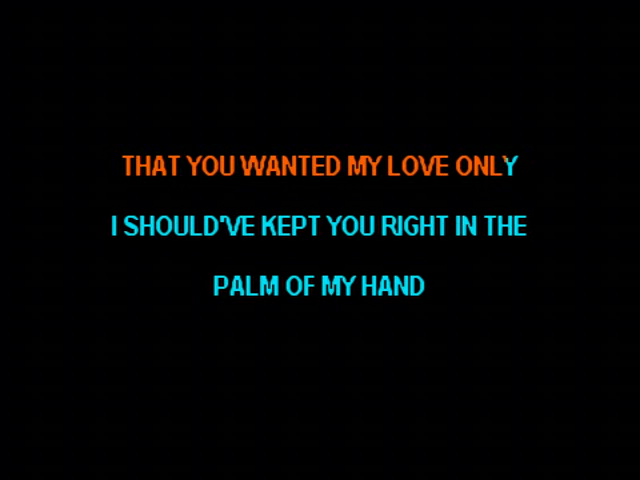 THAT YOU WANTED MY LOVE ONLY
I SHOULD'VE KEPT YOU RIGHT IN THE
PALM OF MY HAND